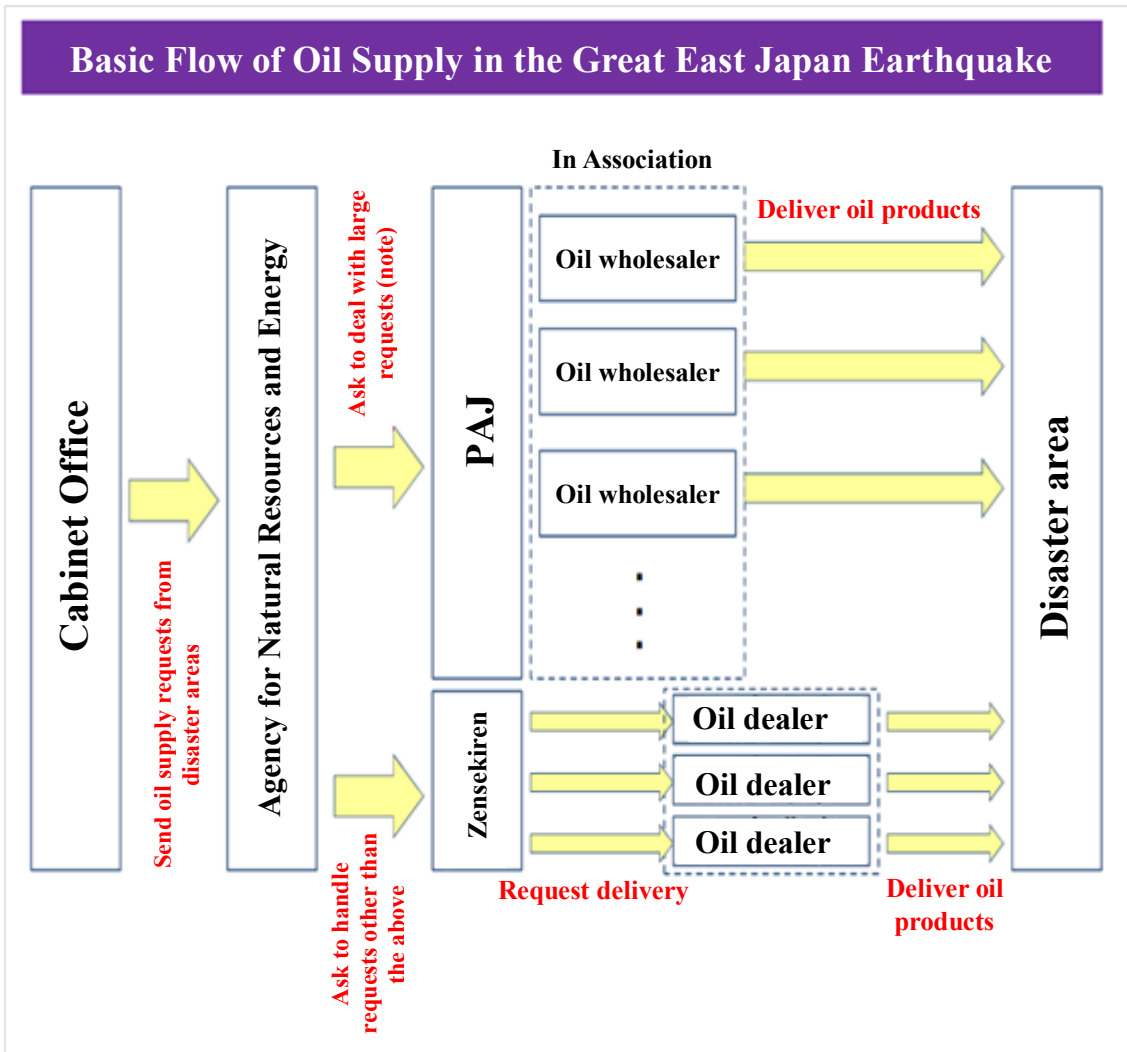 Basic Flow of Oil Supply in the Great East Japan Earthquake
Cabinet Office
Send oil supply requests from
disaster areas
Agency for Natural Resources and Energy
Ask to deal with large
requests (note)
Ask to handle
requests other than
the above
PAJ
In Association
Oil wholesaler
Oil wholesaler
Oil wholesaler
Deliver oil products
Zensekiren
Request delivery
Oil dealer
Oil dealer
Oil dealer
Deliver oil
products
Disaster area